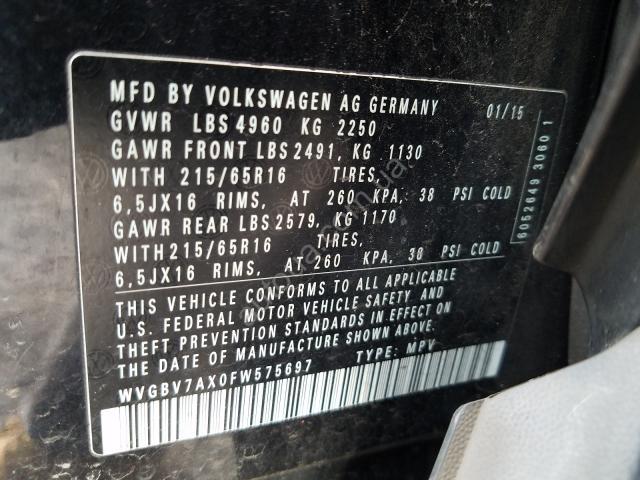 MFD BY VOLKSWAGEN AG GERMANY 01/15
GVWR LBS 4960 KG 2250
GAWR FRONT LBS 2491, KG 1130
WITH 215/65R16 TIRES,
6,5JX16 RIMS, AT 260 KPA, 38 PSI COLD
GAWR REAR LBS 2579, KG 1170
WITH 215/65R16 TIRES,
6,5JX16 RIMS, AT 260 KPA, 38 PSI COLD
THIS VEHICLE CONFORMS TO ALL APPLICABLE
U.S. FEDERAL MOTOR VEHICLE SAFETY AND
THEFT PREVENTION STANDARDS IN EFFECT ON
THE DATE OF MANUFACTURE SHOWN ABOVE.
WVGBV7AX0FW575697 TYPE: MPV
6052649 3060 1